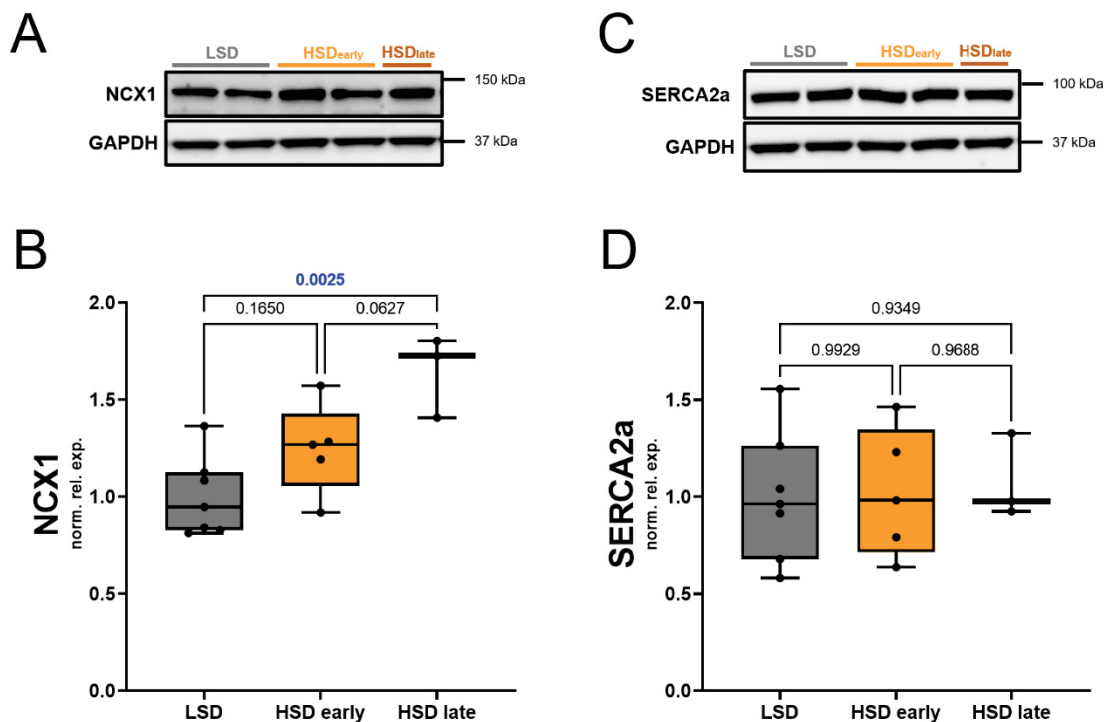 A
LSD HSDearly HSDlate
NCX1
150 kDa
GAPDH
37 kDa
C
LSD HSDearly HSDlate
SERCA2a
100 kDa
GAPDH
37 kDa
B
0.0025
0.1650 0.0627
2.0
1.5
1.0
0.5
0.0
NCX1
norm. rel. exp.
LSD HSD early HSD late
D
0.9349
0.9929 0.9688
2.0
1.5
1.0
0.5
0.0
SERCA2a
norm. rel. exp.
LSD HSD early HSD late